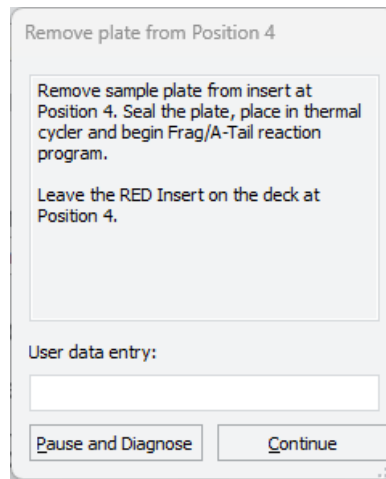 Remove plate from Position 4
Remove sample plate from insert at
Position 4. Seal the plate, place in thermal
cycler and begin Frag/A-Tail reaction
program.
Leave the RED Insert on the deck at
Position 4.
User data entry:
Pause and Diagnose
Continue